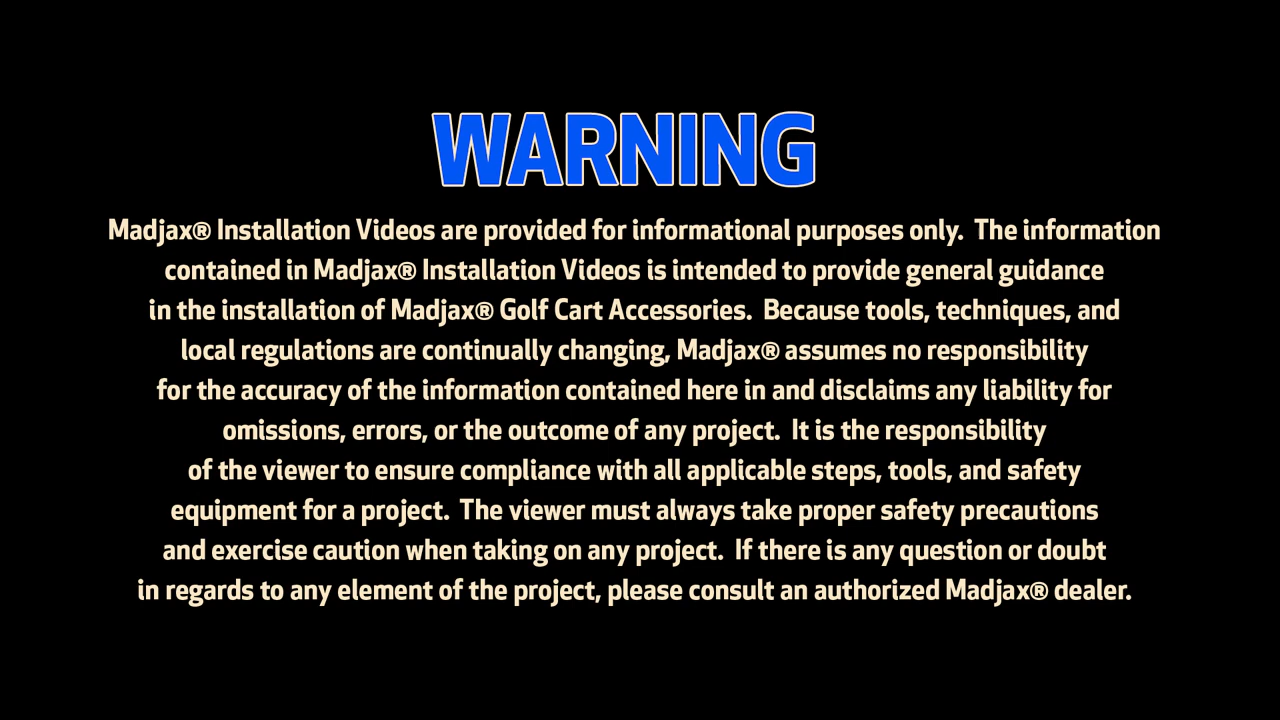 WARNING
Madjax® Installation Videos are provided for informational purposes only.  The information
contained in Madjax® Installation Videos is intended to provide general guidance
in the installation of Madjax® Golf Cart Accessories.  Because tools, techniques, and
local regulations are continually changing, Madjax® assumes no responsibility
for the accuracy of the information contained here in and disclaims any liability for
omissions, errors, or the outcome of any project.  It is the responsibility
of the viewer to ensure compliance with all applicable steps, tools, and safety
equipment for a project.  The viewer must always take proper safety precautions
and exercise caution when taking on any project.  If there is any question or doubt
in regards to any element of the project, please consult an authorized Madjax® dealer.